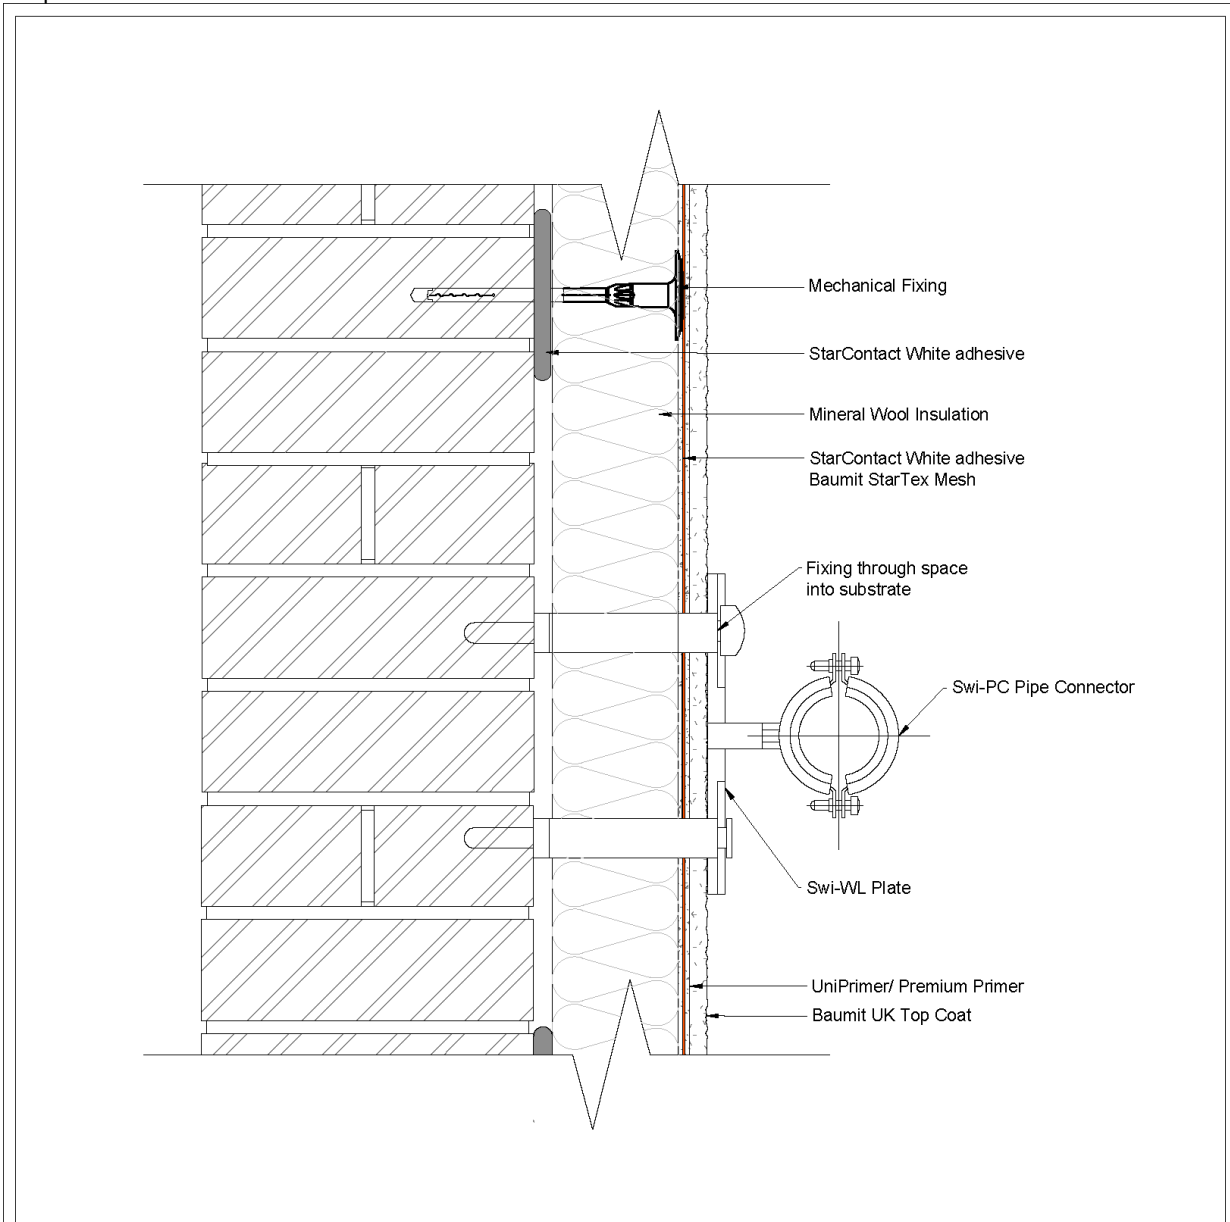 Mechanical Fixing
StarContact White adhesive
Mineral Wool Insulation
StarContact White adhesive
Baumit StarTex Mesh
Fixing through space
into substrate
Swi-PC Pipe Connector
Swi-WL Plate
UniPrimer/ Premium Primer
Baumit UK Top Coat